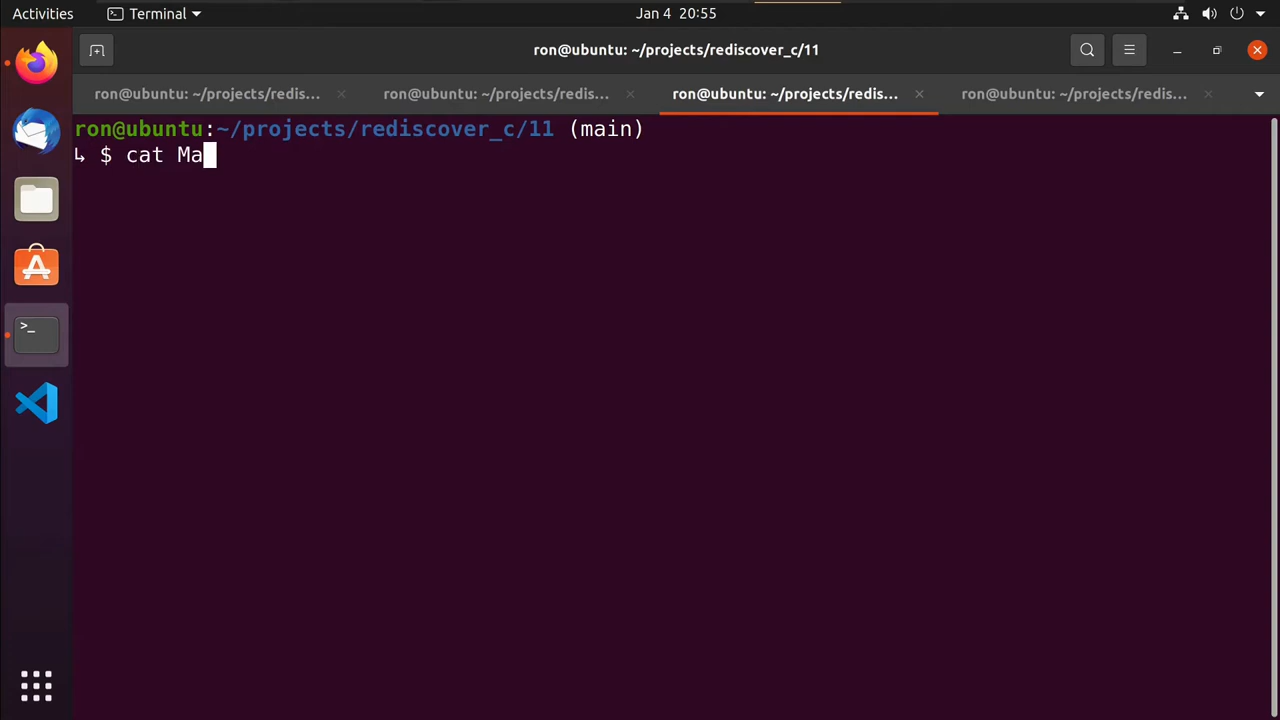 Activities
Terminal
Jan 4 20:55
ron@ubuntu: ~/projects/rediscover_c/11
ron@ubuntu: ~/projects/redis...
ron@ubuntu: ~/projects/redis...
ron@ubuntu: ~/projects/redis...
ron@ubuntu: ~/projects/redis...
ron@ubuntu:~/projects/rediscover_c/11 (main)
↳ $ cat Ma
>_